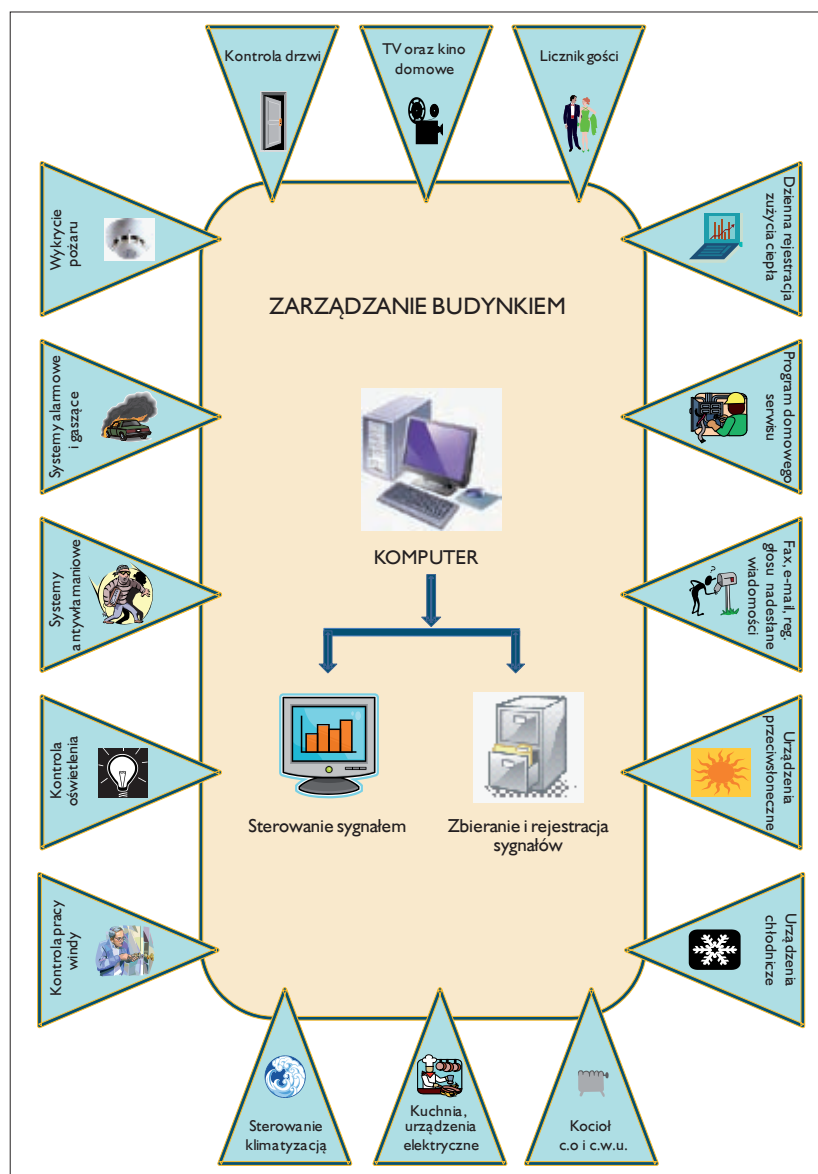 Kontrola drzwi
TV oraz kino
domowe
Licznik gości
Wykrycie
pożaru
Dzienna rejestracja
zużycia ciepła
ZARZĄDZANIE BUDYNKIEM
Systemy alarmowe
i gaszące
Program domowego
serwisu
KOMPUTER
Systemy
antywłamaniowe
Fax, e-mail, reg.
głosu nadesłane
wiadomości
Kontrola
oświetlenia
Urządzenia
przeciwsłoneczne
Sterowanie sygnałem
Zbieranie i rejestracja
sygnałów
Kontrola pracy
windy
Urządzenia
chłodnicze
Sterowanie
klimatyzacją
Kuchnia,
urządzenia
elektryczne
Kocioł
c.o i c.w.u.